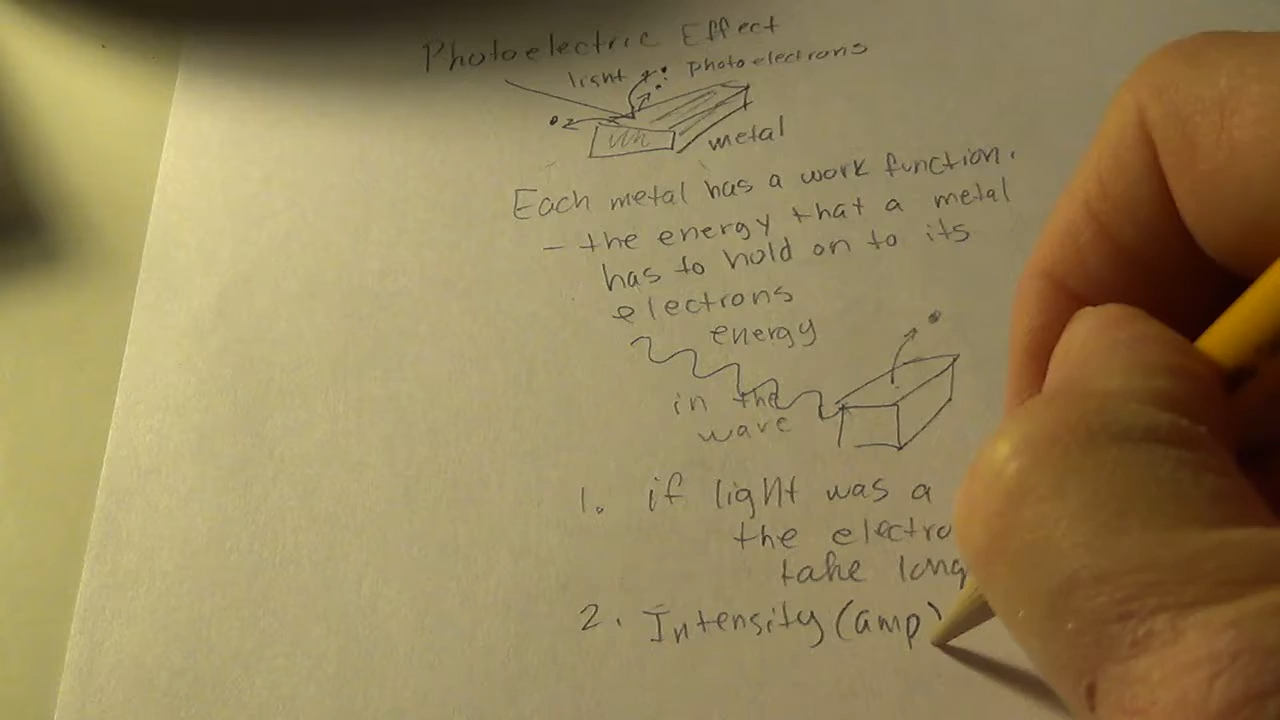 Photoelectric Effect
light photoelectrons
metal
Each metal has a work function.
- the energy that a metal
has to hold on to its
electrons
energy
in the
wave
1. if light was a
the electro
take long
2. Intensity (amp)